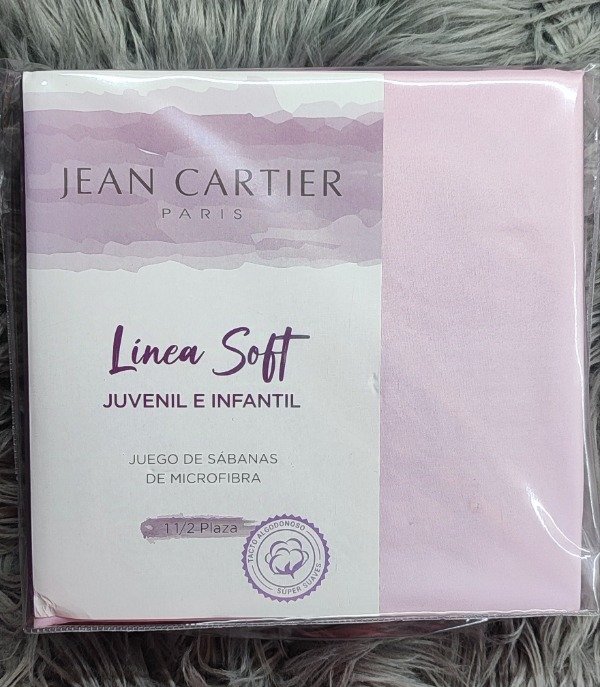 JEAN CARTIER
PARIS
Línea Soft
JUVENIL E INFANTIL
JUEGO DE SÁBANAS
DE MICROFIBRA
1 1/2 Plaza
TACTO ALGODONOSO
SÚPER SUAVES